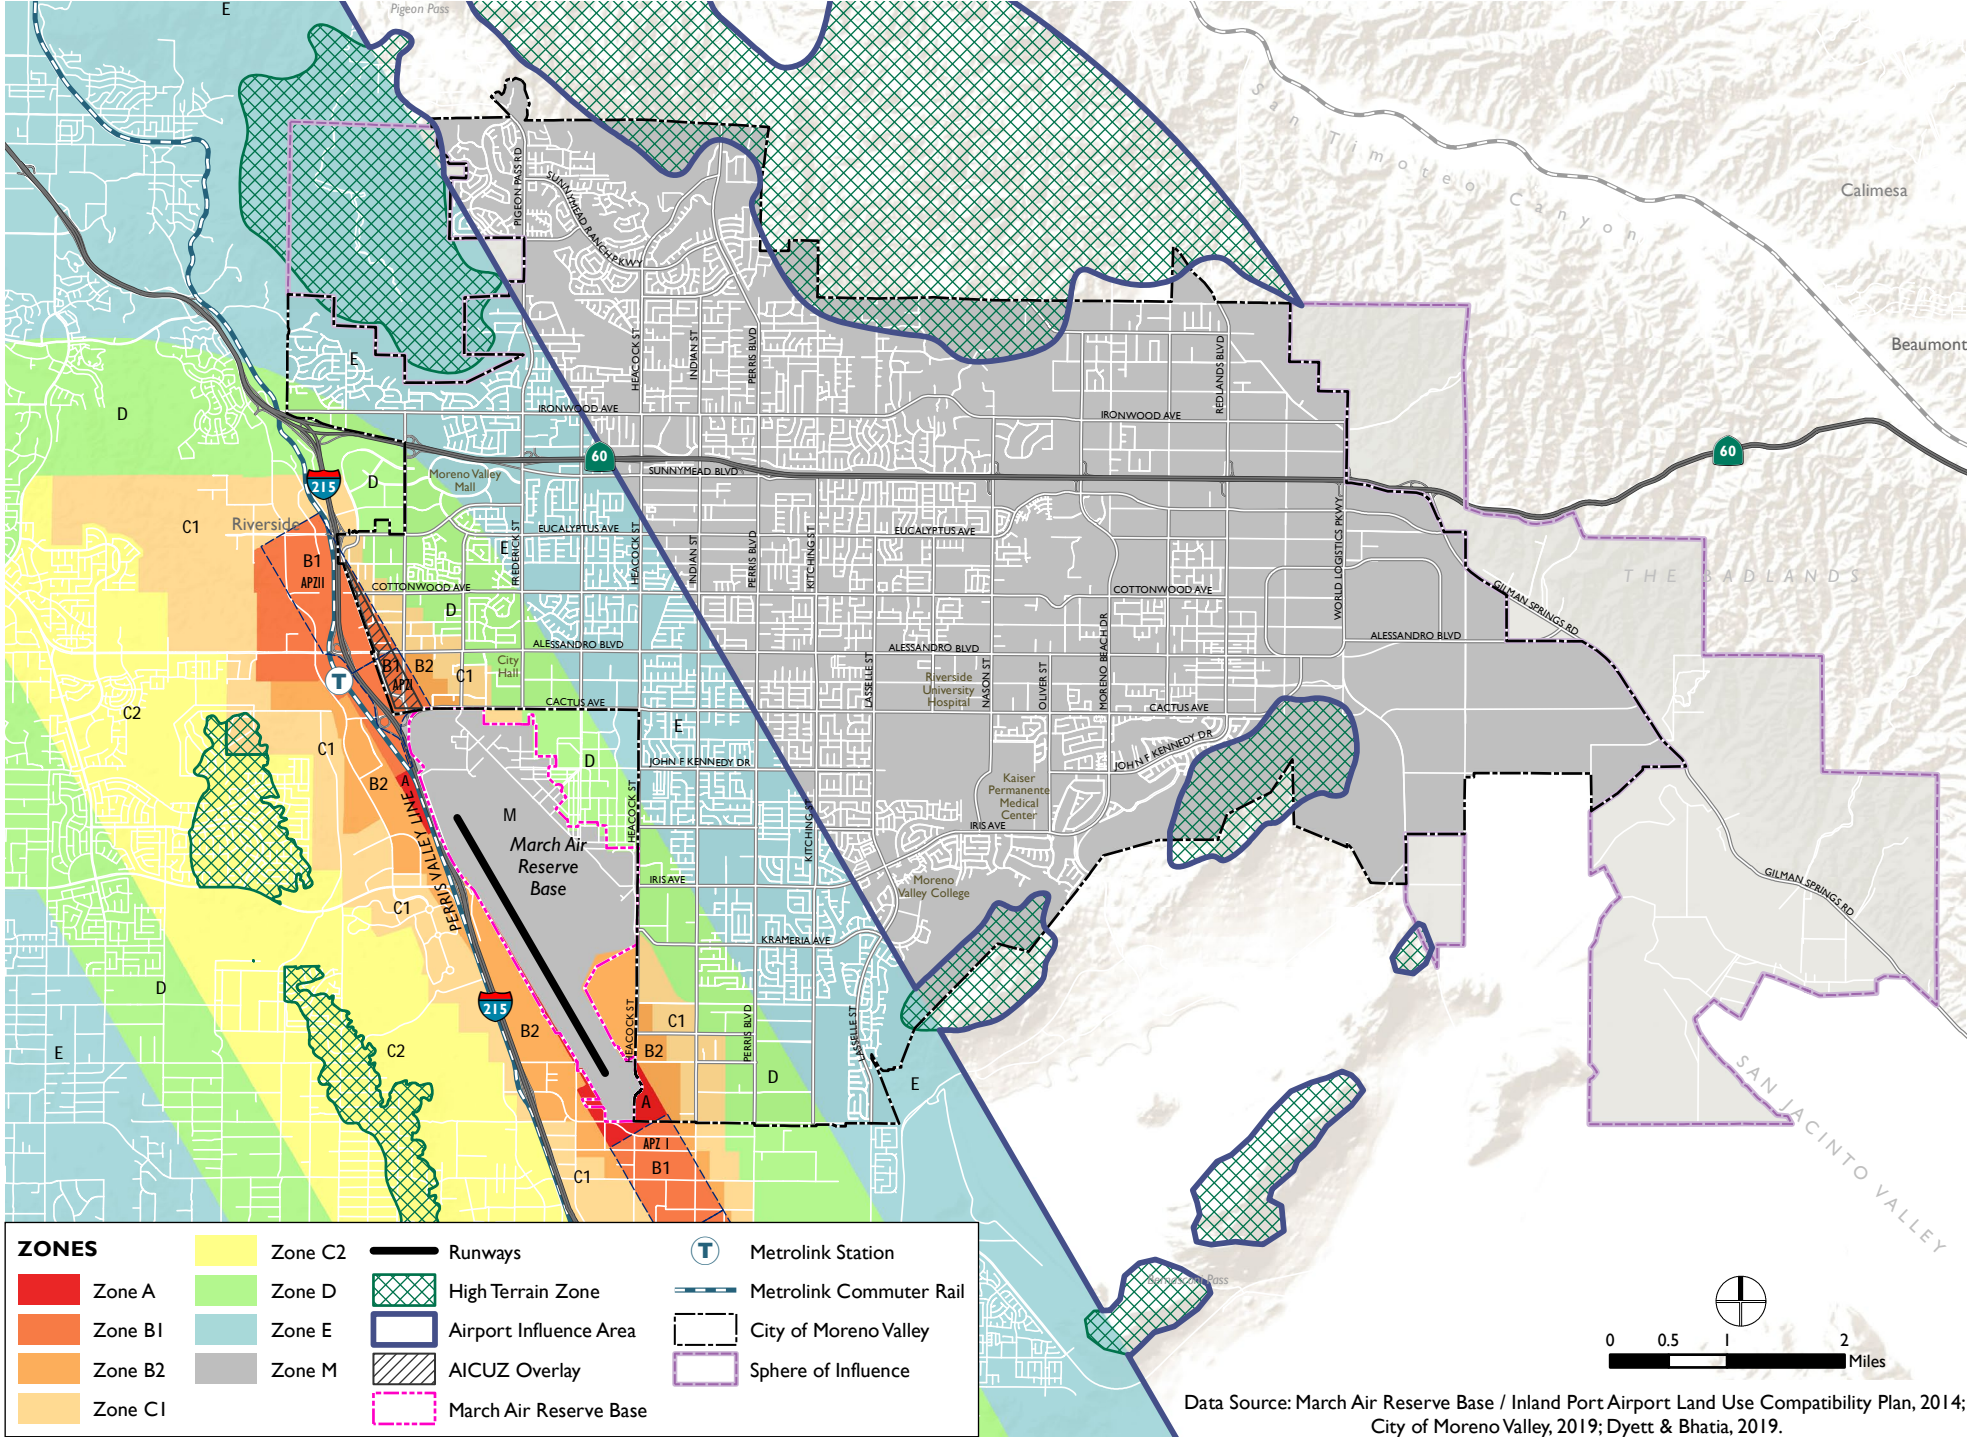 E
Pigeon Pass
San Timoteo Canyon
Calimesa
Beaumont
PIGEON PASS RD
SUNNYMEAD RANCH PKWY
HEACOCK ST
INDIAN ST
PERRIS BLVD
REDLANDS BLVD
E
D
IRONWOOD AVE
IRONWOOD AVE
60
60
SUNNYMEAD BLVD
Moreno Valley
Mall
215
D
C1
Riverside
B1
APZII
E
FREDERICK ST
EUCALYPTUS AVE
HEACOCK ST
INDIAN ST
PERRIS BLVD
KITCHING ST
EUCALYPTUS AVE
WORLD LOGISTICS PKWY
THE BADLANDS
GILMAN SPRINGS RD
COTTONWOOD AVE
COTTONWOOD AVE
D
ALESSANDRO BLVD
ALESSANDRO BLVD
ALESSANDRO BLVD
B1
APZI
B2
C1
City
Hall
T
LASSELLE ST
Riverside
University
Hospital
NASON ST
OLIVER ST
MORENO BEACH DR
CACTUS AVE
CACTUS AVE
C2
C1
E
D
JOHN F KENNEDY DR
JOHN F KENNEDY DR
B2
A
PERRIS VALLEY LINE
M
March Air
Reserve
Base
HEACOCK ST
KITCHING ST
Kaiser
Permanente
Medical
Center
IRIS AVE
IRIS AVE
Moreno
Valley College
GILMAN SPRINGS RD
C1
KRAMERIA AVE
D
215
B2
C1
B2
HEACOCK ST
PERRIS BLVD
LASSELLE ST
E
C2
D
E
A
APZ I
B1
C1
SAN JACINTO VALLEY
Bernasconi Pass
ZONES
Zone A
Zone B1
Zone B2
Zone C1
Zone C2
Zone D
Zone E
Zone M
Runways
High Terrain Zone
Airport Influence Area
AICUZ Overlay
March Air Reserve Base
T
Metrolink Station
Metrolink Commuter Rail
City of Moreno Valley
Sphere of Influence
0 0.5 1 2
Miles
Data Source: March Air Reserve Base / Inland Port Airport Land Use Compatibility Plan, 2014;
City of Moreno Valley, 2019; Dyett & Bhatia, 2019.